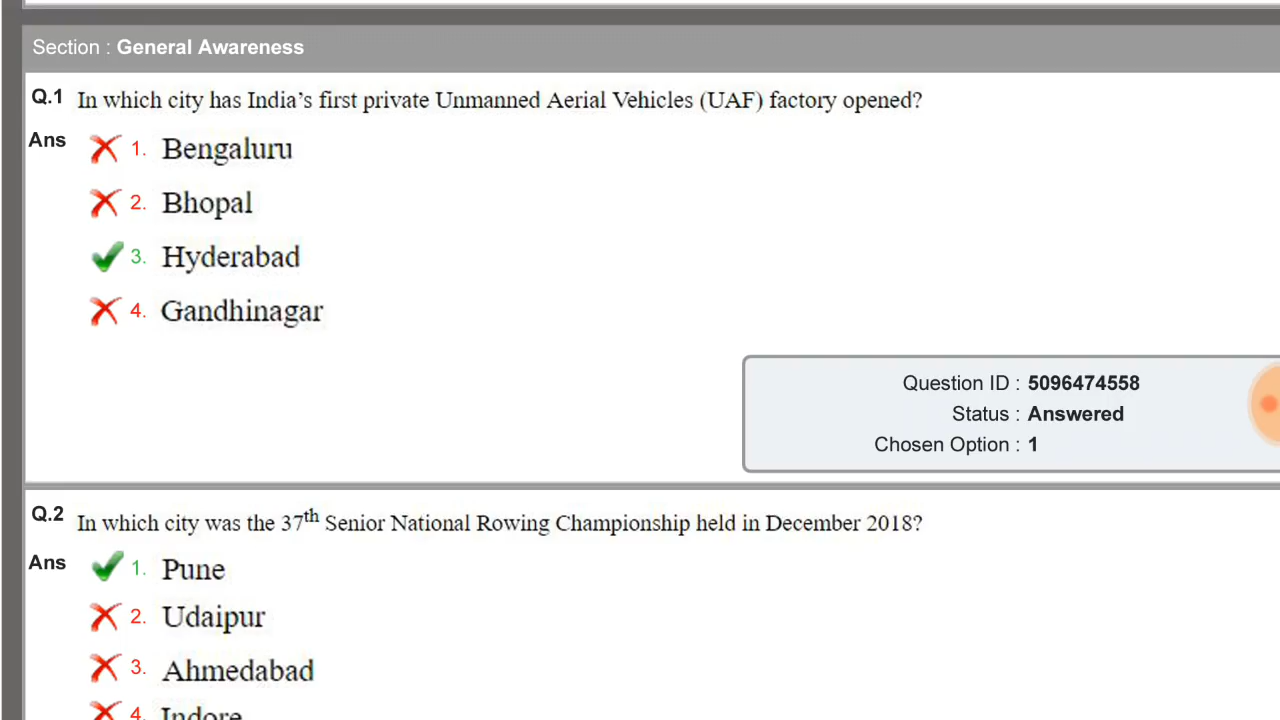 Section : General Awareness
Q.1 In which city has India’s first private Unmanned Aerial Vehicles (UAF) factory opened?
Ans 1. Bengaluru
2. Bhopal
3. Hyderabad
4. Gandhinagar
Question ID : 5096474558
Status : Answered
Chosen Option : 1
Q.2 In which city was the 37th Senior National Rowing Championship held in December 2018?
Ans 1. Pune
2. Udaipur
3. Ahmedabad
4. Indore